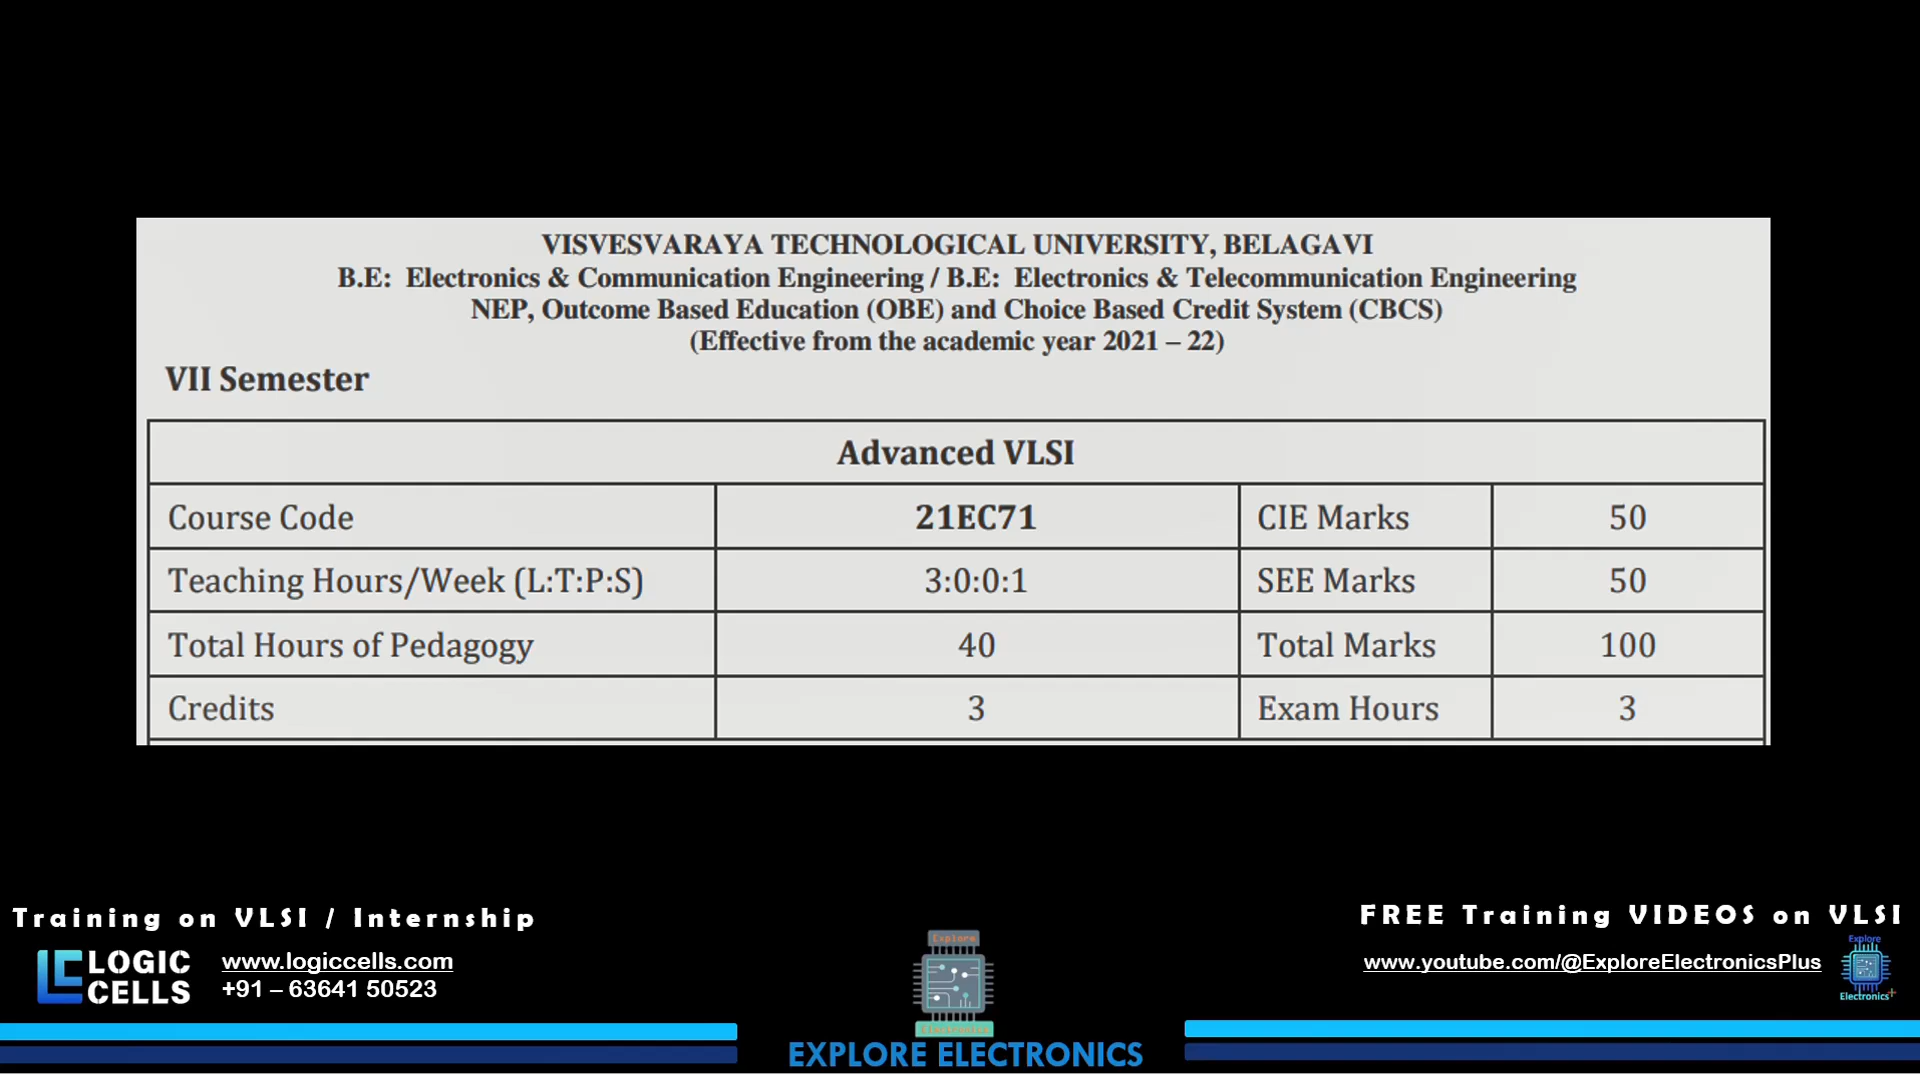 VISVESVARAYA TECHNOLOGICAL UNIVERSITY, BELAGAVI
B.E: Electronics & Communication Engineering / B.E: Electronics & Telecommunication Engineering
NEP, Outcome Based Education (OBE) and Choice Based Credit System (CBCS)
(Effective from the academic year 2021 – 22)
VII Semester
Advanced VLSI
Course Code 21EC71 CIE Marks 50
Teaching Hours/Week (L:T:P:S) 3:0:0:1 SEE Marks 50
Total Hours of Pedagogy 40 Total Marks 100
Credits 3 Exam Hours 3
Training on VLSI / Internship
LOGIC
CELLS
www.logiccells.com
+91 – 63641 50523
Explore
Electronics
EXPLORE ELECTRONICS
FREE Training VIDEOS on VLSI
www.youtube.com/@ExploreElectronicsPlus
Explore
Electronics+